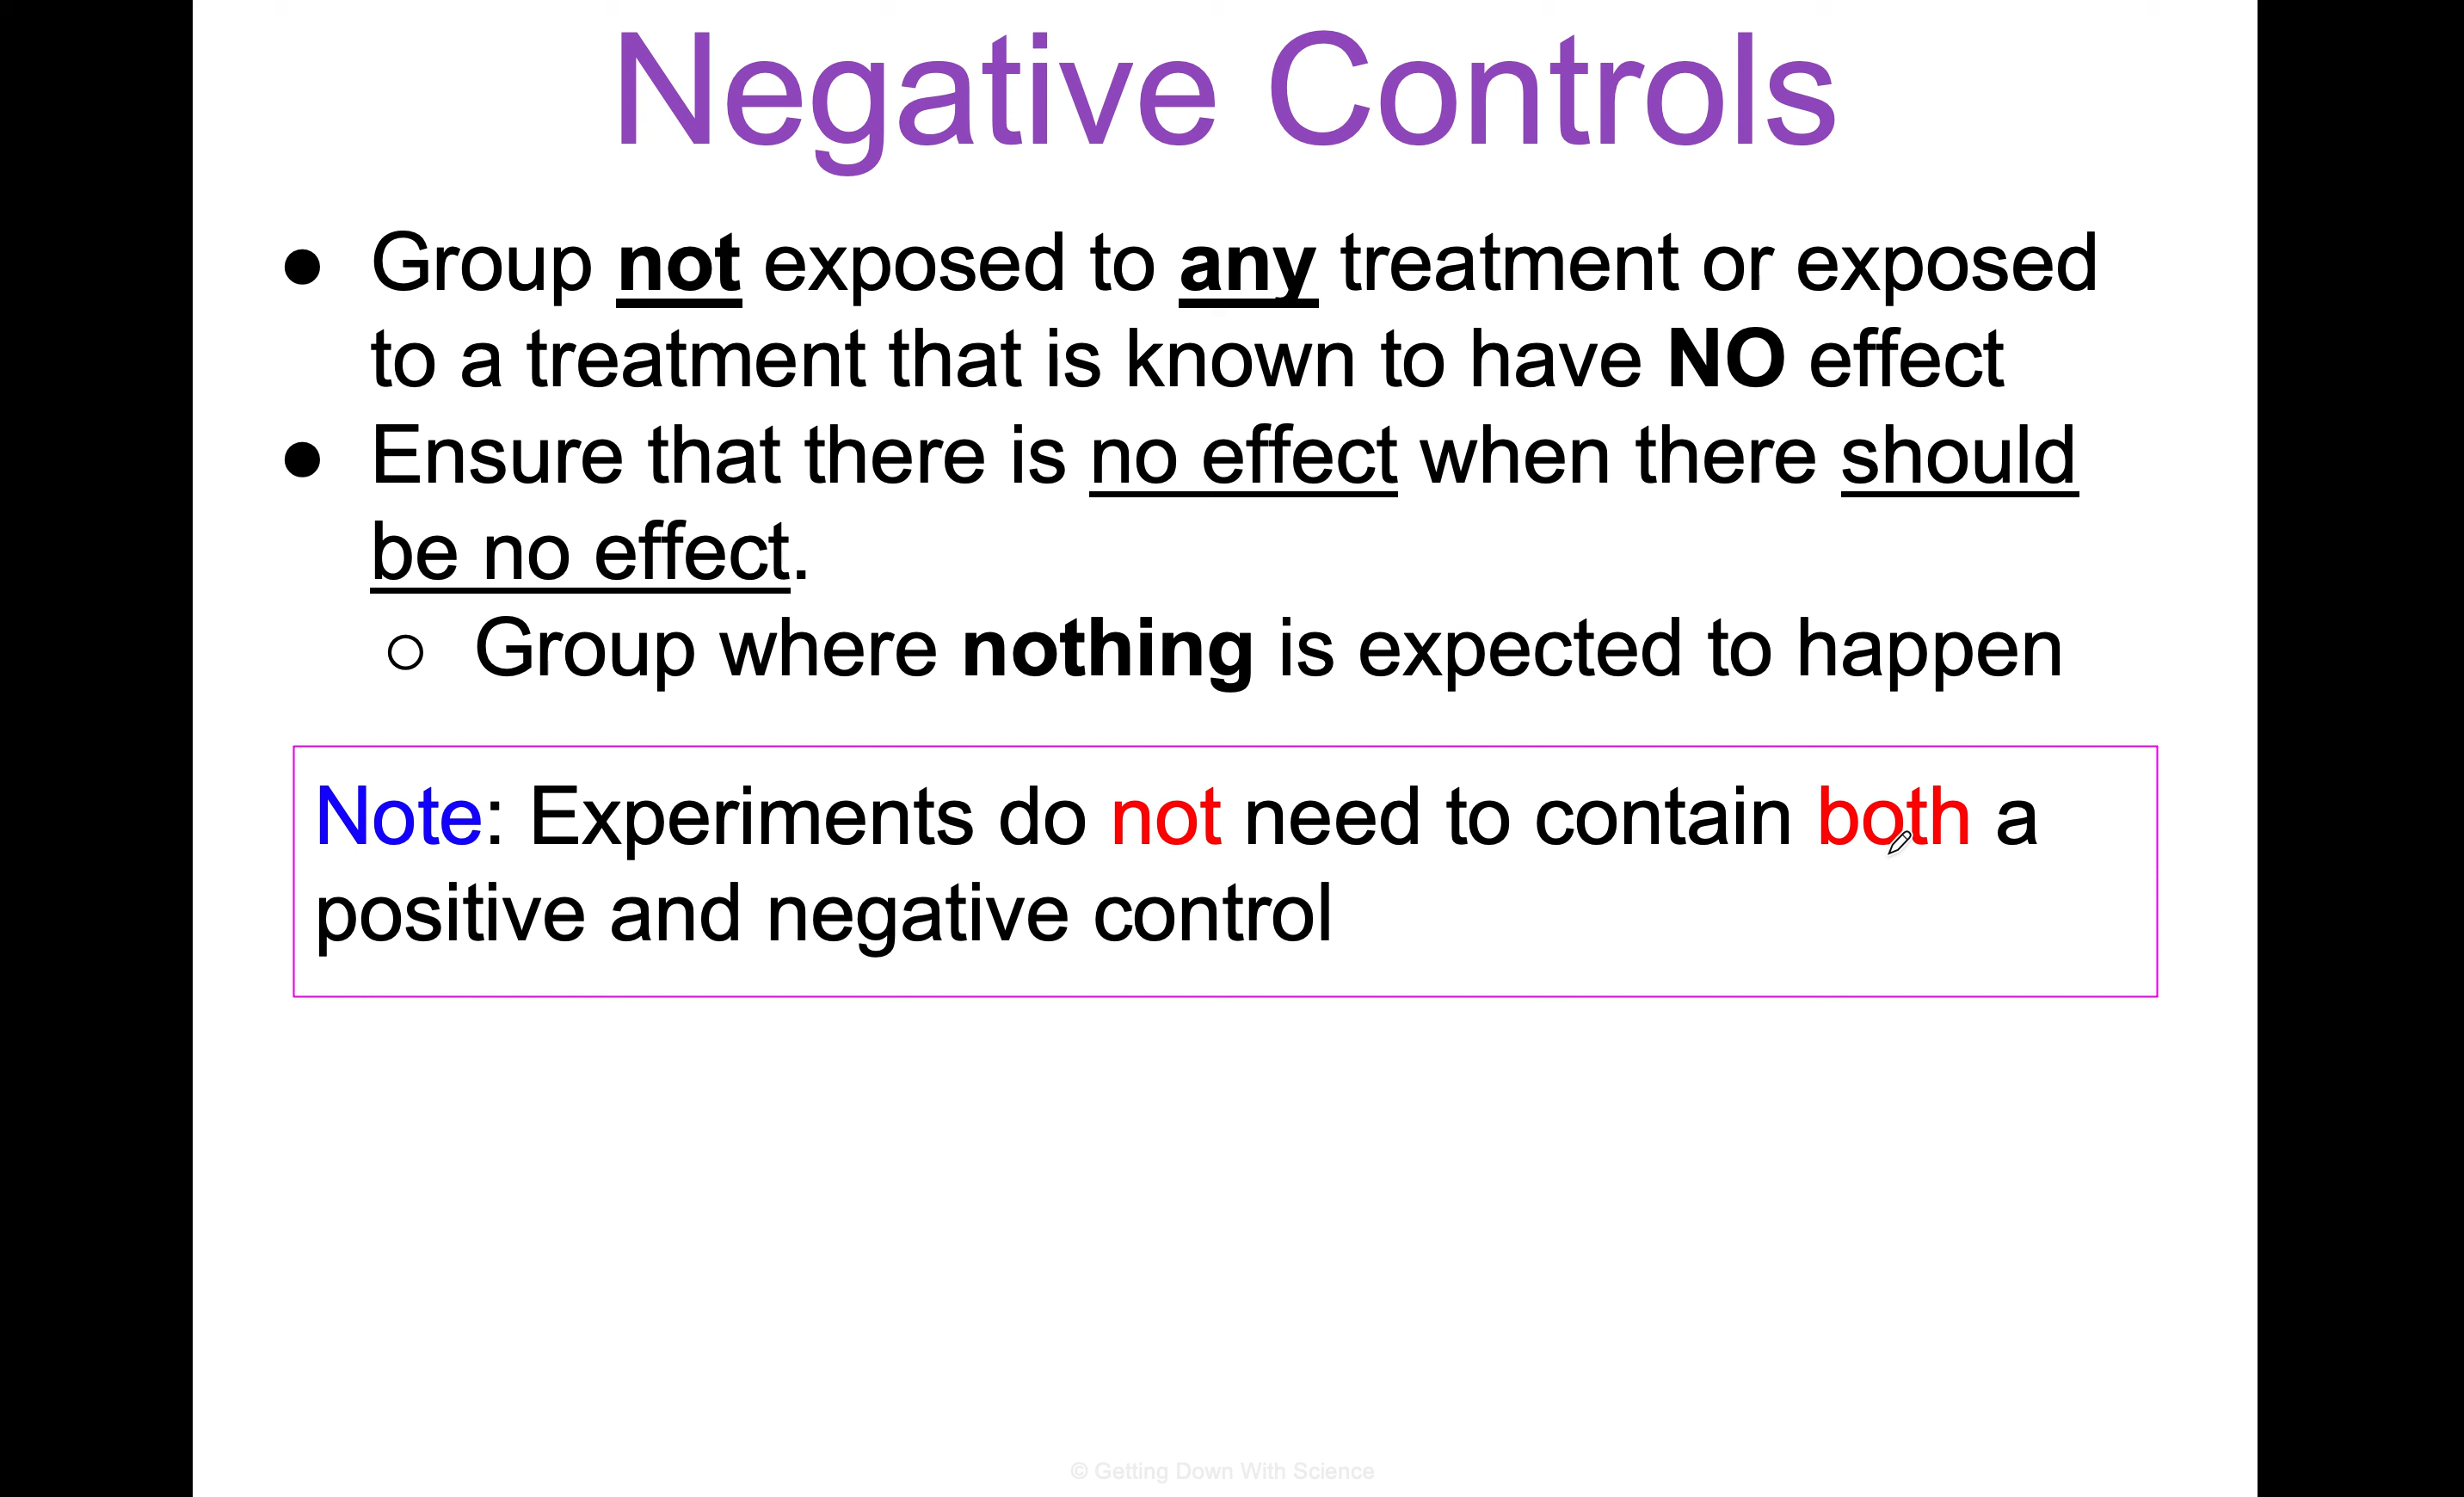 Negative Controls
● Group not exposed to any treatment or exposed
to a treatment that is known to have NO effect
● Ensure that there is no effect when there should
be no effect.
○ Group where nothing is expected to happen
Note: Experiments do not need to contain both a
positive and negative control
© Getting Down With Science